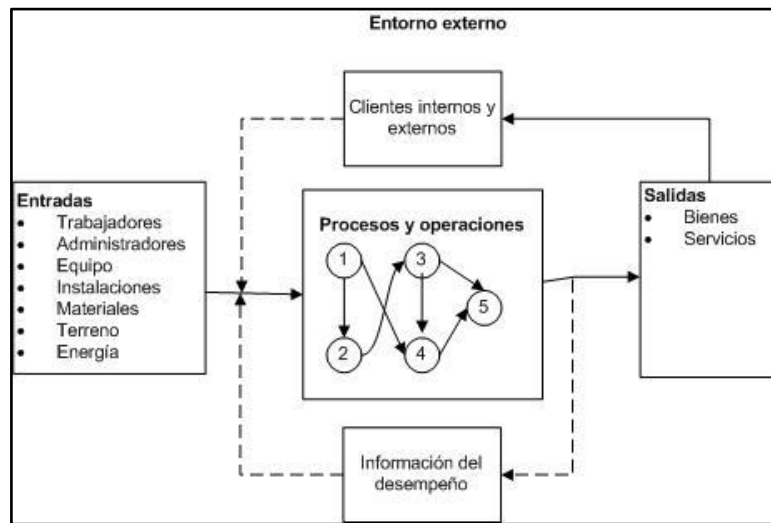 Entorno externo
Clientes internos y
externos
Entradas
• Trabajadores
• Administradores
• Equipo
• Instalaciones
• Materiales
• Terreno
• Energía
Procesos y operaciones
1 3
5
2 4
Salidas
• Bienes
• Servicios
Información del
desempeño